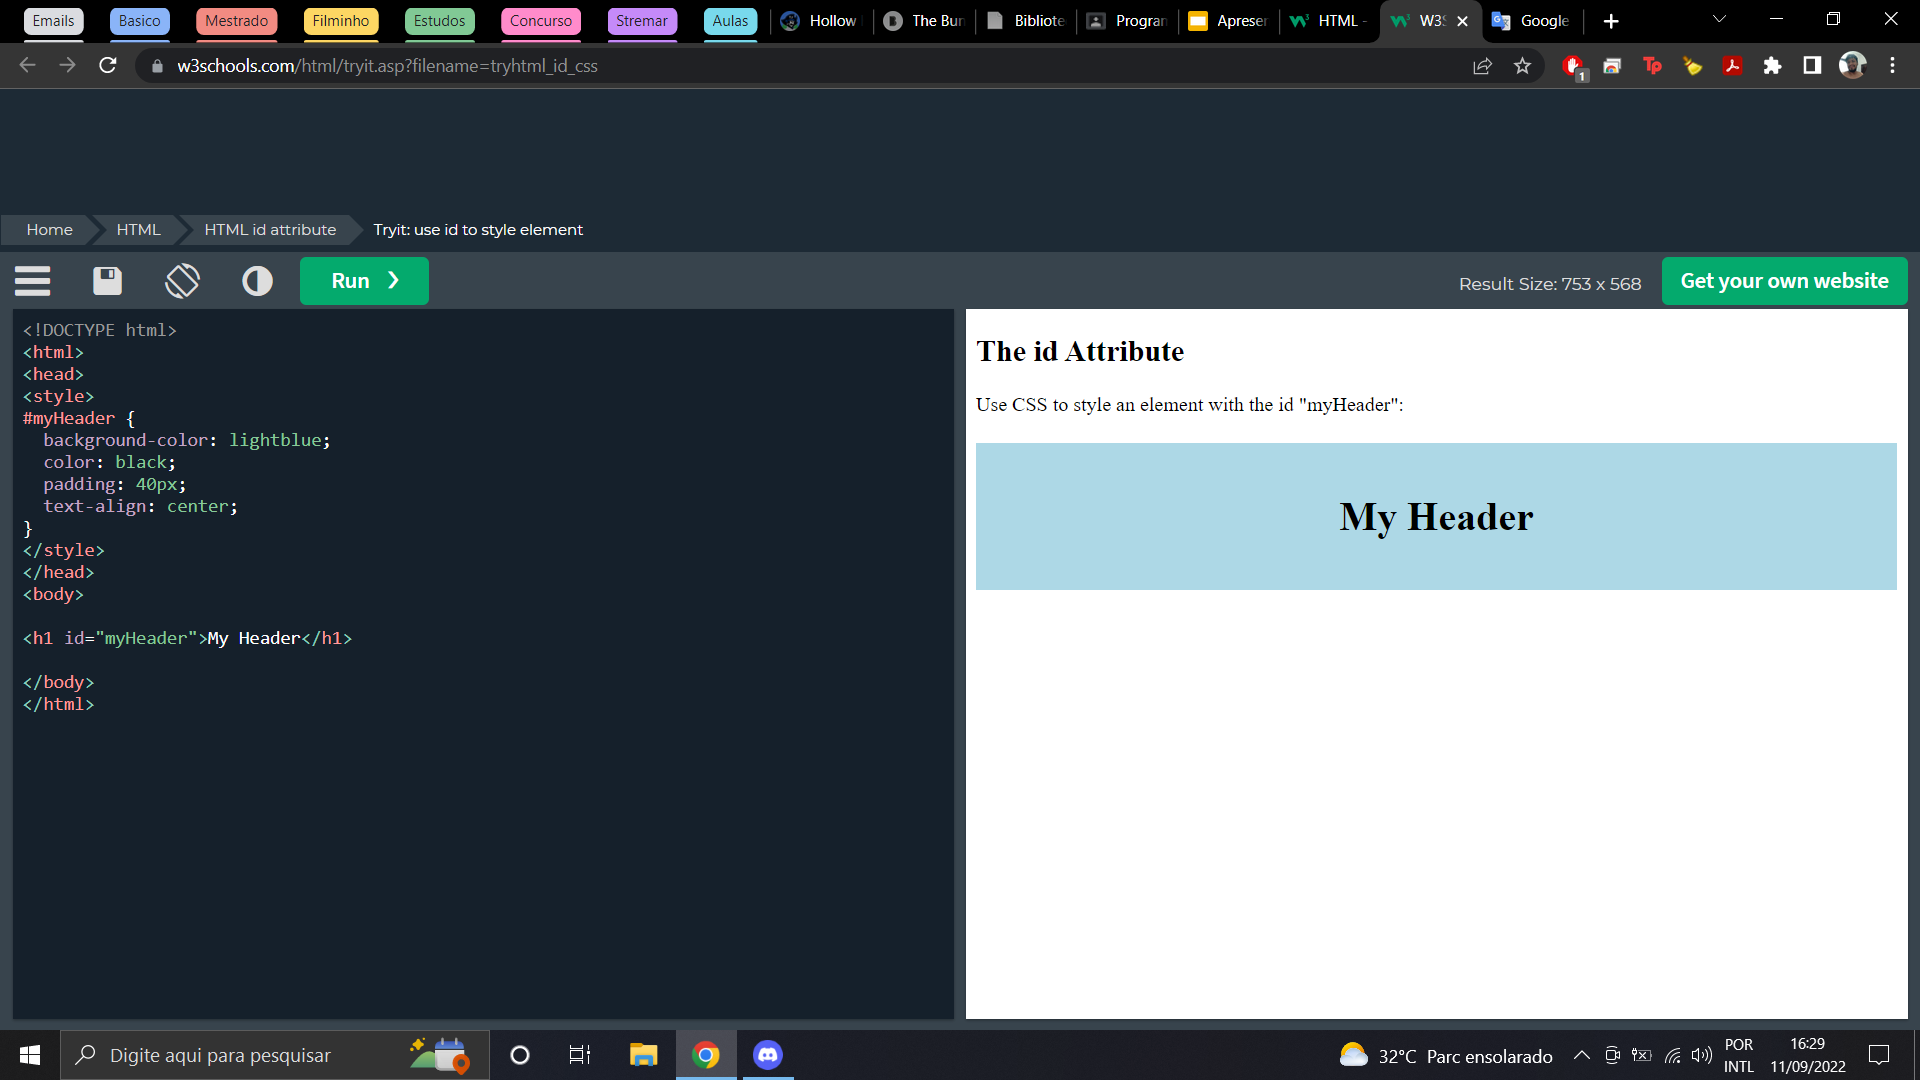 Emails Basico Mestrado Filminho Estudos Concurso Stremar Aulas Hollow The Bun Bibliote Program Apresen HTML - W3S Google
w3schools.com/html/tryit.asp?filename=tryhtml_id_css
1
Home HTML HTML id attribute Tryit: use id to style element
Run ❯ Result Size: 753 x 568 Get your own website
<!DOCTYPE html>
<html>
<head>
<style>
#myHeader {
  background-color: lightblue;
  color: black;
  padding: 40px;
  text-align: center;
}
</style>
</head>
<body>
<h1 id="myHeader">My Header</h1>
</body>
</html>
The id Attribute
Use CSS to style an element with the id "myHeader":
My Header
Digite aqui para pesquisar
32°C Parc ensolarado
POR
INTL
16:29
11/09/2022